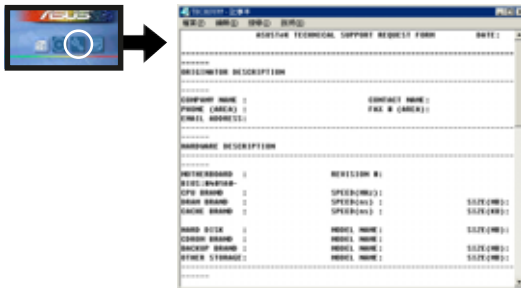 ASUS
ASUSTeK TECHNICAL SUPPORT REQUEST FORM DATE:
------
ORIGINATOR DESCRIPTION
------
COMPANY NAME : CONTACT NAME:
PHONE (AREA) : FAX # (AREA):
EMAIL ADDRESS:
------
HARDWARE DESCRIPTION
------
MOTHERBOARD : REVISION #:
CPU BRAND : SPEED(MHz):
DRAM BRAND : SPEED(ns) : SIZE(MB):
CACHE BRAND : SPEED(ns) : SIZE(KB):
HARD DISK : MODEL NAME: SIZE(MB):
CDROM BRAND : MODEL NAME:
BACKUP BRAND : MODEL NAME: SIZE(MB):
OTHER STORAGE: MODEL NAME: SIZE(MB):
------